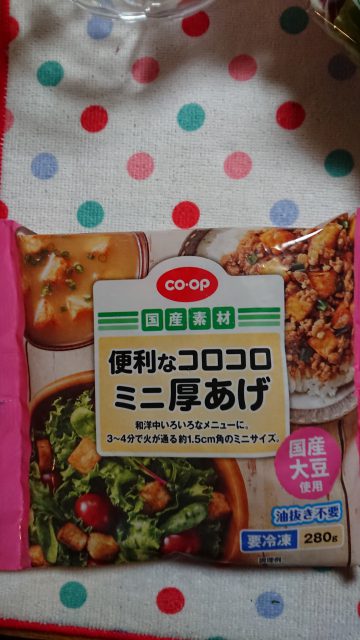 CO·OP
国産素材
便利なコロコロ
ミニ厚あげ
和洋中いろいろなメニューに。
3~4分で火が通る約1.5cm角のミニサイズ。
国産
大豆
使用
油抜き不要
要冷凍 280g
調理例